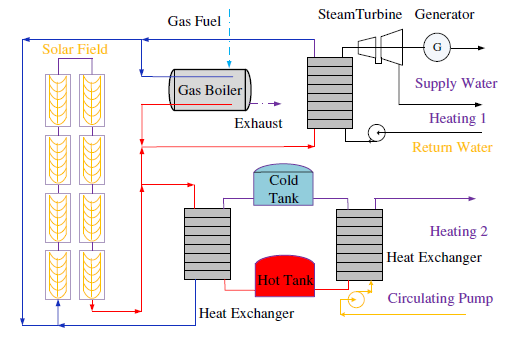 Gas Fuel
SteamTurbine Generator
Solar Field
G
Gas Boiler
Supply Water
Exhaust
Heating 1
Return Water
Cold
Tank
Heating 2
Heat Exchanger
Hot Tank
Circulating Pump
Heat Exchanger